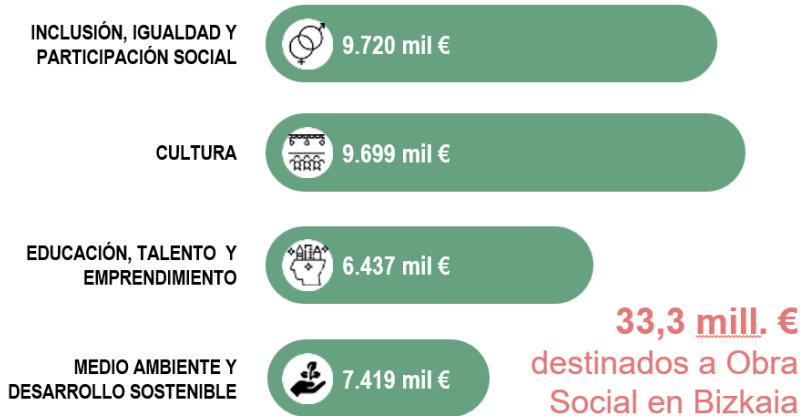 INCLUSIÓN, IGUALDAD Y
PARTICIPACIÓN SOCIAL
9.720 mil €
CULTURA
9.699 mil €
EDUCACIÓN, TALENTO Y
EMPRENDIMIENTO
6.437 mil €
MEDIO AMBIENTE Y
DESARROLLO SOSTENIBLE
7.419 mil €
33,3 mill. €
destinados a Obra
Social en Bizkaia